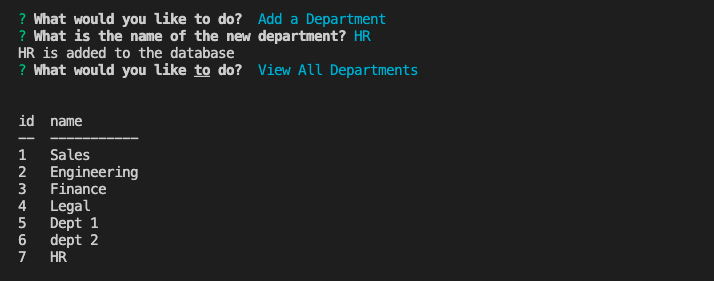 ? What would you like to do?  Add a Department
? What is the name of the new department? HR
HR is added to the database
? What would you like to do?  View All Departments
id  name
--  -----------
1   Sales
2   Engineering
3   Finance
4   Legal
5   Dept 1
6   dept 2
7   HR